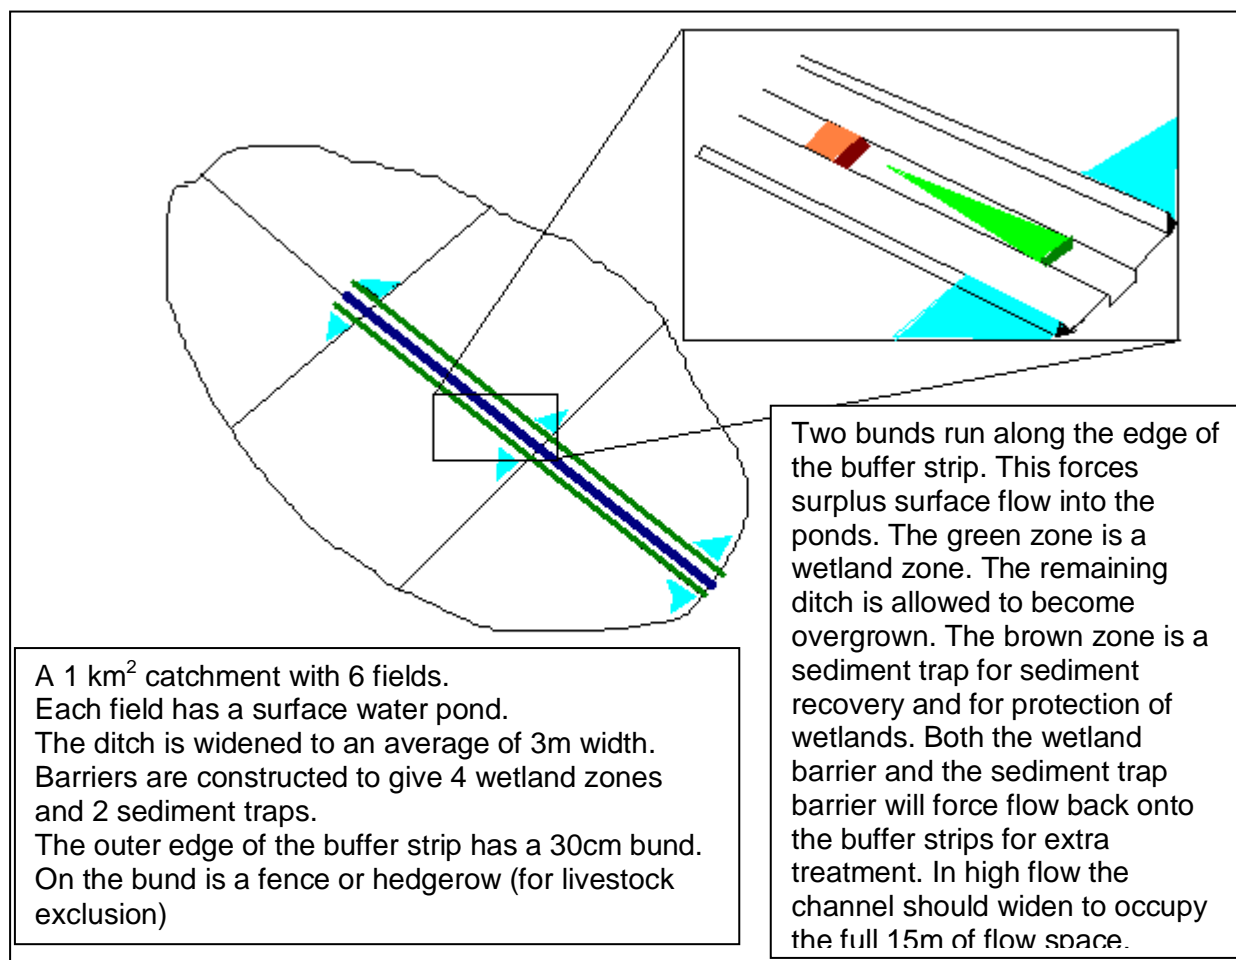 Two bunds run along the edge of
the buffer strip. This forces
surplus surface flow into the
ponds. The green zone is a
wetland zone. The remaining
ditch is allowed to become
overgrown. The brown zone is a
sediment trap for sediment
recovery and for protection of
wetlands. Both the wetland
barrier and the sediment trap
barrier will force flow back onto
the buffer strips for extra
treatment. In high flow the
channel should widen to occupy
the full 15m of flow space.
A 1 km² catchment with 6 fields.
Each field has a surface water pond.
The ditch is widened to an average of 3m width.
Barriers are constructed to give 4 wetland zones
and 2 sediment traps.
The outer edge of the buffer strip has a 30cm bund.
On the bund is a fence or hedgerow (for livestock
exclusion)